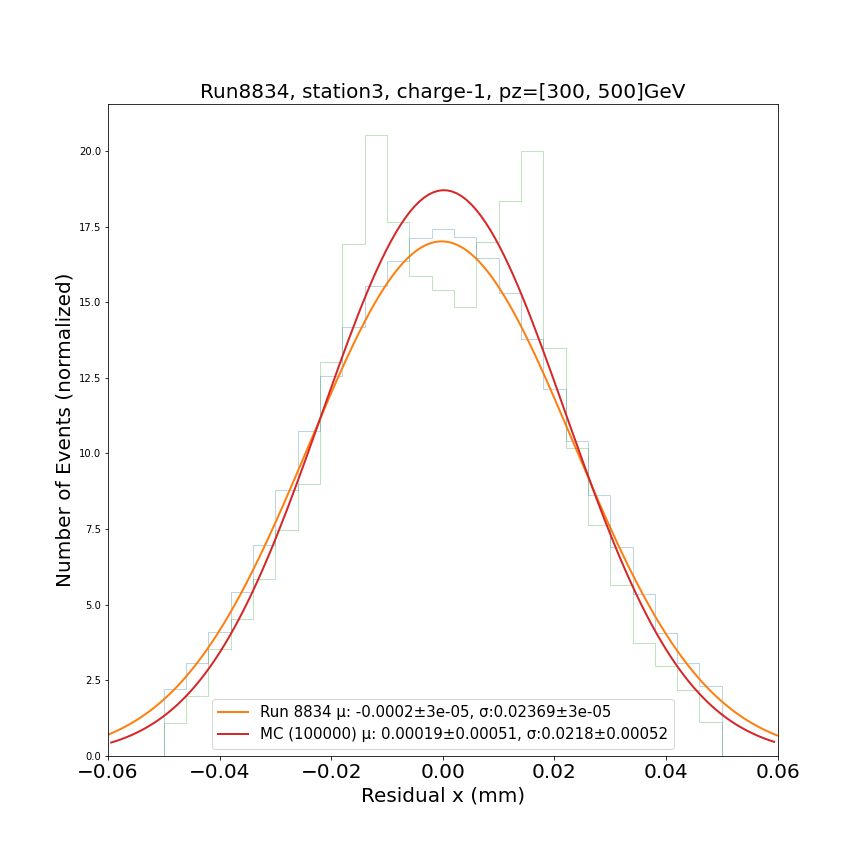 Run8834, station3, charge-1, pz=[300, 500]GeV
Number of Events (normalized)
20.0
17.5
15.0
12.5
10.0
7.5
5.0
2.5
0.0
Run 8834 μ: -0.0002±3e-05, σ:0.02369±3e-05
MC (100000) μ: 0.00019±0.00051, σ:0.0218±0.00052
−0.06 −0.04 −0.02 0.00 0.02 0.04 0.06
Residual x (mm)